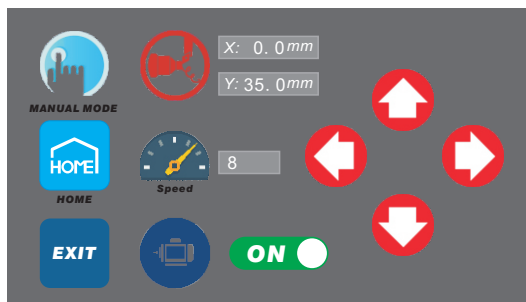 X: 0. 0mm
Y: 35. 0mm
MANUAL MODE
HOME
8
HOME
Speed
EXIT
ON